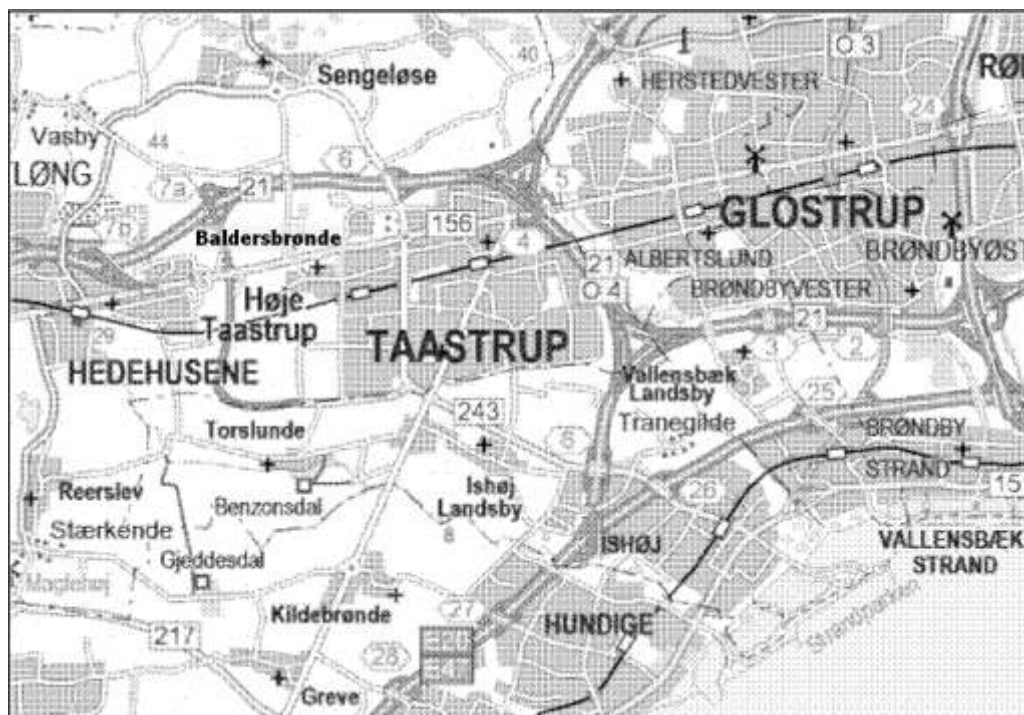 Sengeløse
40
O 3
RØ
HERSTEDVESTER
24
Vasby
44
LØNG
6
5
7a
21
7b
156
GLOSTRUP
Baldersbrønde
4
BRØNDBYØST
ALBERTSLUND
21
O 4
BRØNDBYVESTER
Høje
Taastrup
29
21
TAASTRUP
3
2
HEDEHUSENE
Vallensbæk
Landsby
25
243
Tranegilde
Torslunde
6
BRØNDBY
STRAND
Reerslev
Ishøj
Landsby
26
15
Benzonsdal
Stærkende
8
ISHØJ
VALLENSBÆK
STRAND
Gjeddesdal
Maglehøj
Kildebrønde
27
HUNDIGE
Strandparken
217
28
Greve